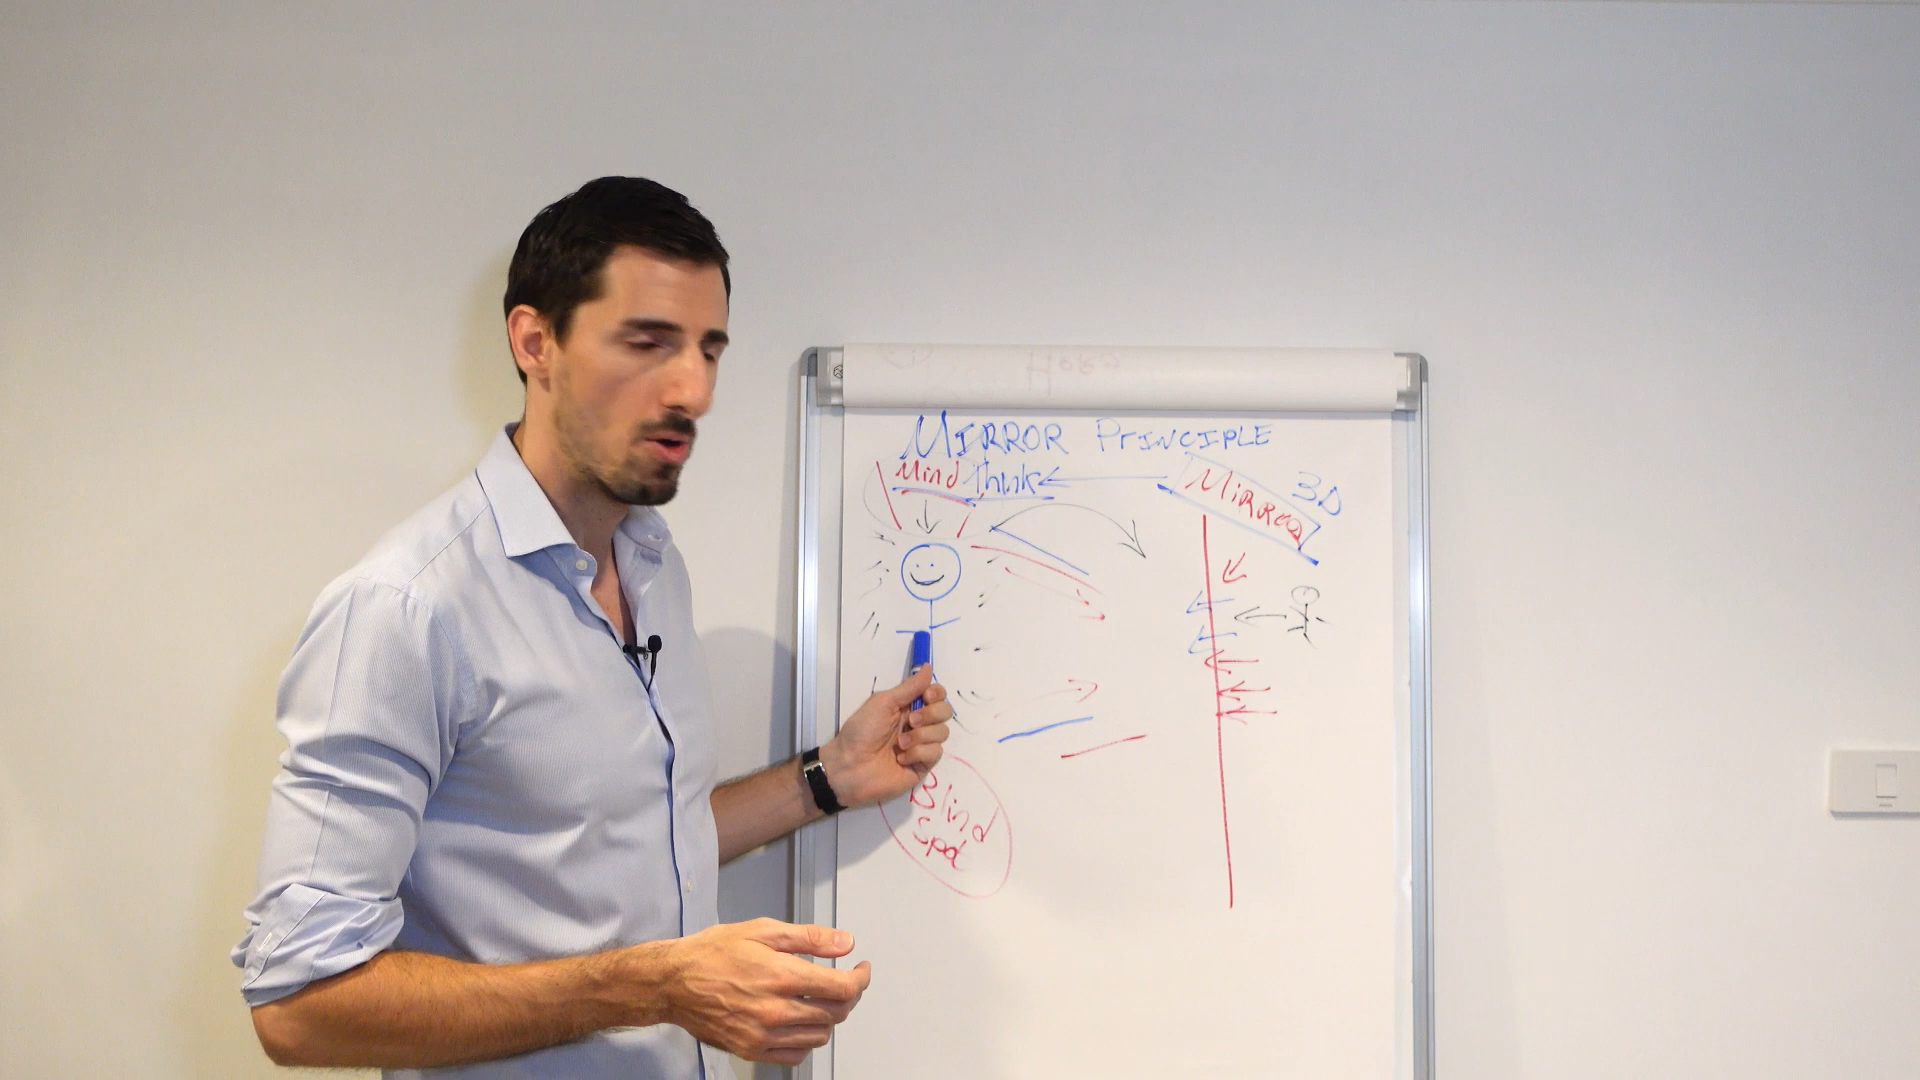 MIRROR PrINCIPLE
Mind Think
MiRROR
3D
Blind
Spot